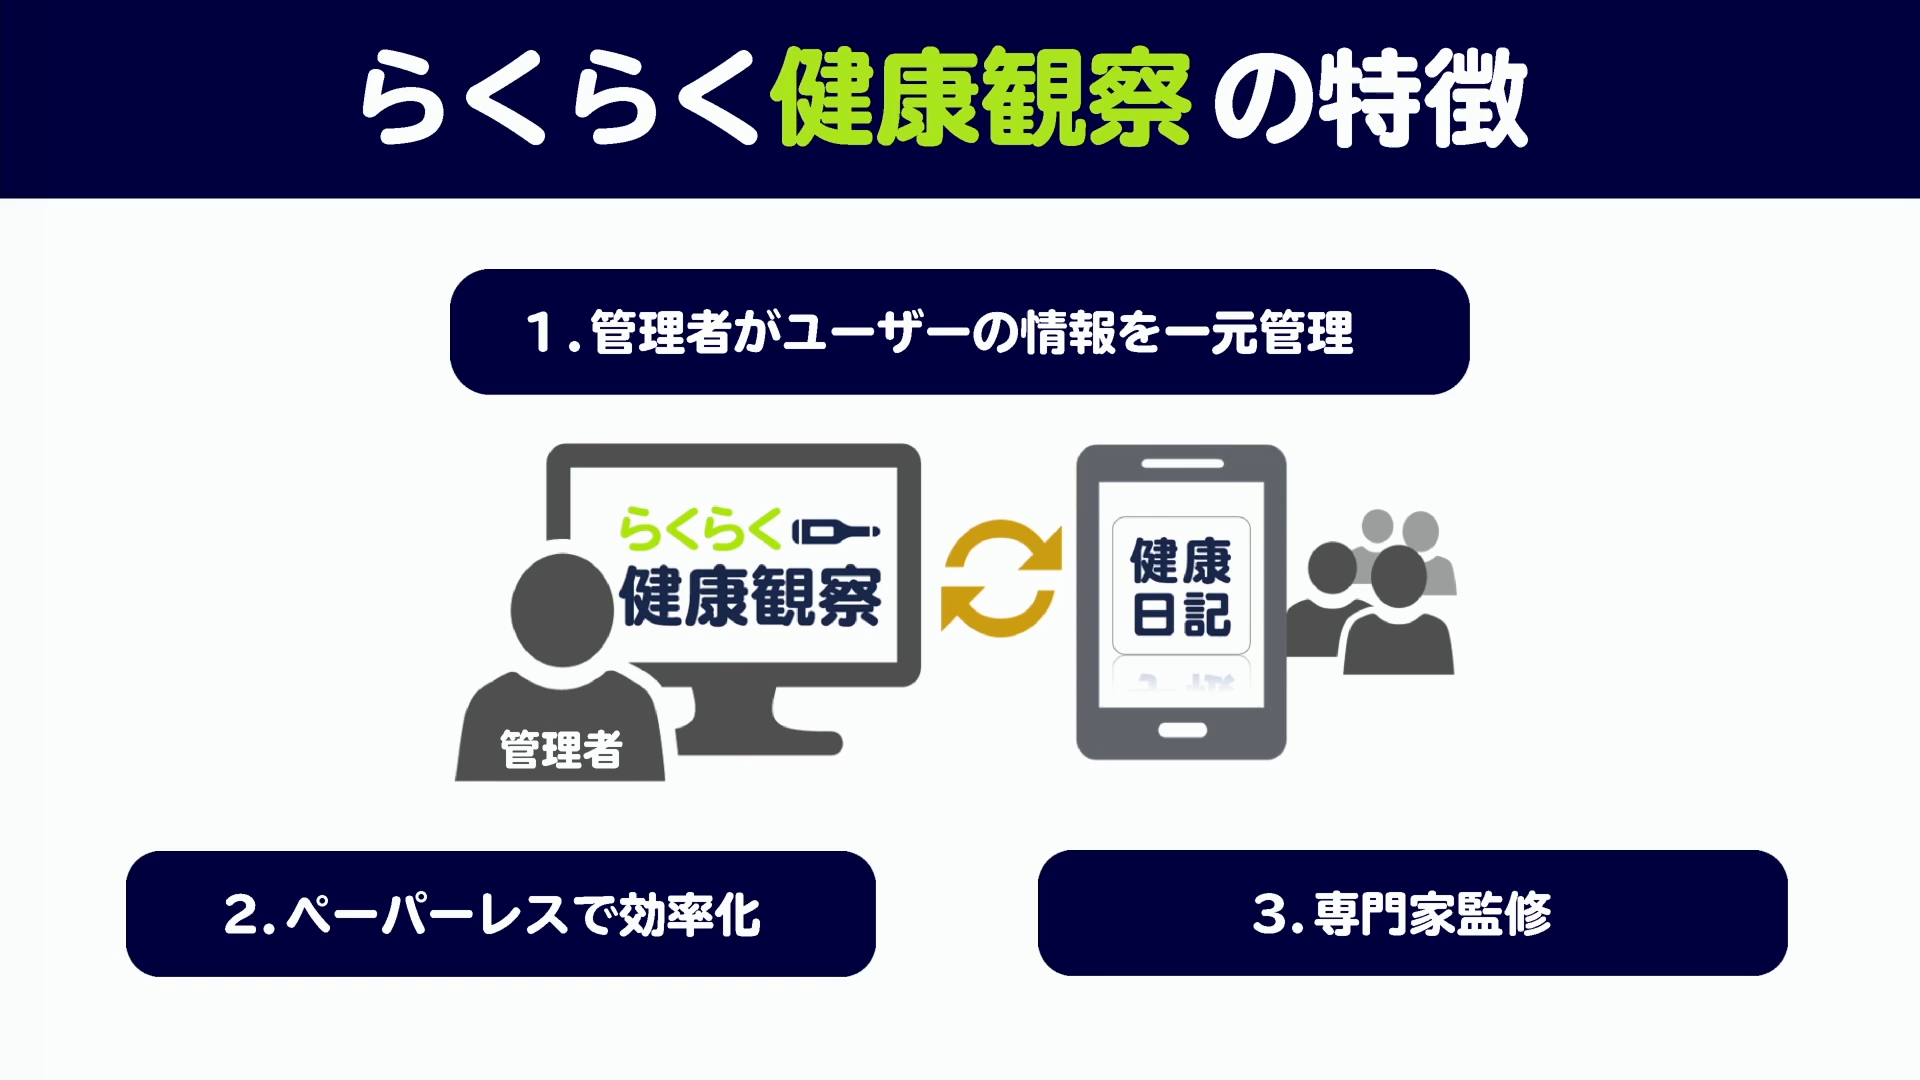 らくらく健康観察の特徴
１.管理者がユーザーの情報を一元管理
らくらく
健康観察
健康
日記
管理者
２.ペーパーレスで効率化
３.専門家監修